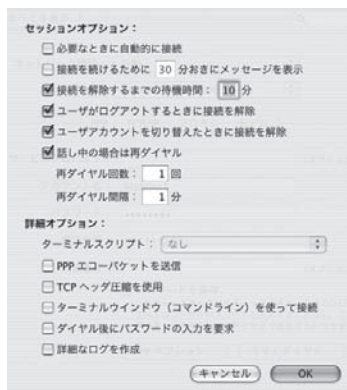 セッションオプション：
必要なときに自動的に接続
接続を続けるために 30 分おきにメッセージを表示
接続を解除するまでの待機時間： 10 分
ユーザがログアウトするときに接続を解除
ユーザアカウントを切り替えたときに接続を解除
話し中の場合は再ダイヤル
再ダイヤル回数： 1 回
再ダイヤル間隔： 1 分
詳細オプション：
ターミナルスクリプト： なし
PPP エコーパケットを送信
TCP ヘッダ圧縮を使用
ターミナルウインドウ（コマンドライン）を使って接続
ダイヤル後にパスワードの入力を要求
詳細なログを作成
キャンセル OK